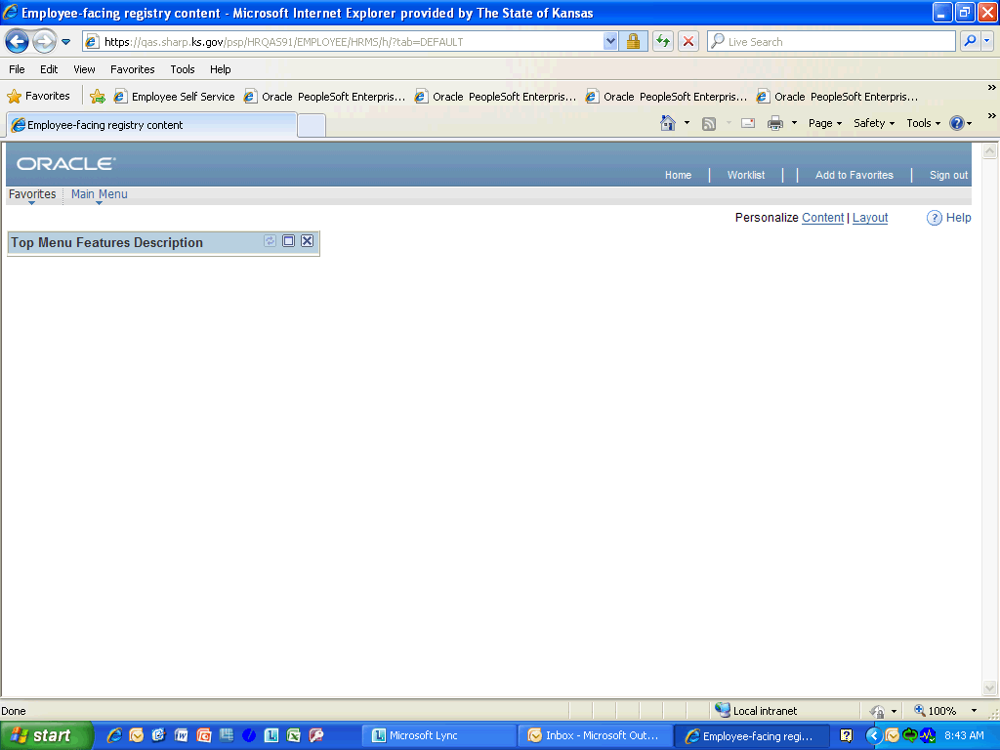 Employee-facing registry content - Microsoft Internet Explorer provided by The State of Kansas
https://qas.sharp.ks.gov/psp/HRQAS91/EMPLOYEE/HRMS/h/?tab=DEFAULT
Live Search
File Edit View Favorites Tools Help
Favorites Employee Self Service Oracle PeopleSoft Enterpris... Oracle PeopleSoft Enterpris... Oracle PeopleSoft Enterpris... Oracle PeopleSoft Enterpris...
Employee-facing registry content
Page Safety Tools
ORACLE
Home | Worklist | | Add to Favorites | Sign out
Favorites Main Menu
Personalize Content | Layout ? Help
Top Menu Features Description
Done Local intranet 100%
start Microsoft Lync Inbox - Microsoft Out... Employee-facing regi... 8:43 AM